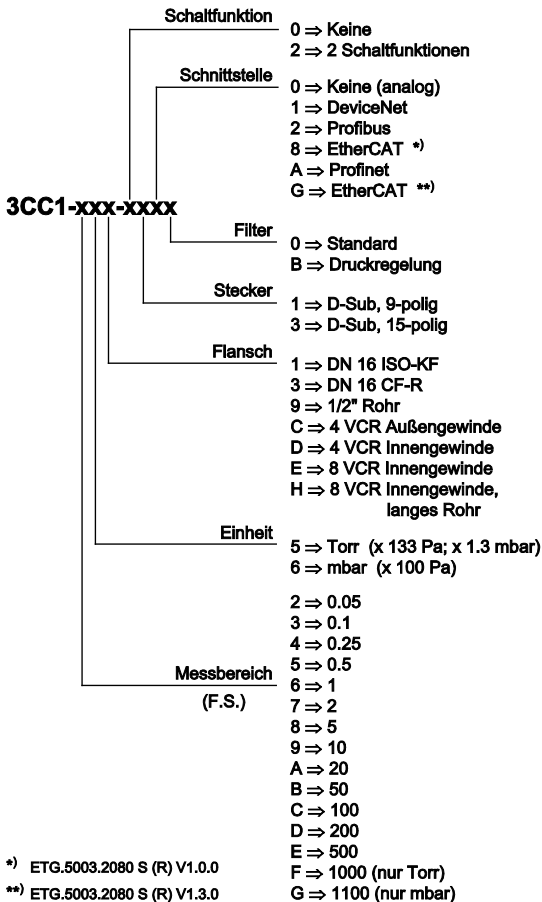 Schaltfunktion
0 ⇒ Keine
2 ⇒ 2 Schaltfunktionen
Schnittstelle
0 ⇒ Keine (analog)
1 ⇒ DeviceNet
2 ⇒ Profibus
8 ⇒ EtherCAT *)
A ⇒ Profinet
G ⇒ EtherCAT **)
3CC1-xxx-xxxx
Filter
0 ⇒ Standard
B ⇒ Druckregelung
Stecker
1 ⇒ D-Sub, 9-polig
3 ⇒ D-Sub, 15-polig
Flansch
1 ⇒ DN 16 ISO-KF
3 ⇒ DN 16 CF-R
9 ⇒ 1/2" Rohr
C ⇒ 4 VCR Außengewinde
D ⇒ 4 VCR Innengewinde
E ⇒ 8 VCR Innengewinde
H ⇒ 8 VCR Innengewinde,
langes Rohr
Einheit
5 ⇒ Torr (x 133 Pa; x 1.3 mbar)
6 ⇒ mbar (x 100 Pa)
Messbereich
(F.S.)
2 ⇒ 0.05
3 ⇒ 0.1
4 ⇒ 0.25
5 ⇒ 0.5
6 ⇒ 1
7 ⇒ 2
8 ⇒ 5
9 ⇒ 10
A ⇒ 20
B ⇒ 50
C ⇒ 100
D ⇒ 200
E ⇒ 500
F ⇒ 1000 (nur Torr)
G ⇒ 1100 (nur mbar)
*) ETG.5003.2080 S (R) V1.0.0
**) ETG.5003.2080 S (R) V1.3.0